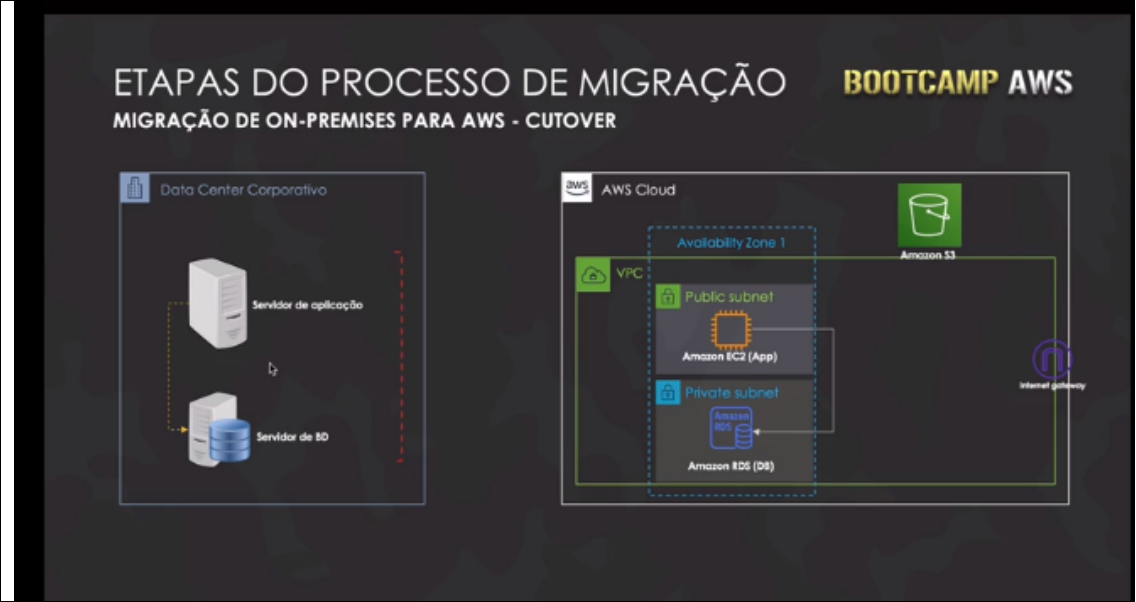 ETAPAS DO PROCESSO DE MIGRAÇÃO
BOOTCAMP AWS
MIGRAÇÃO DE ON-PREMISES PARA AWS - CUTOVER
Data Center Corporativo
Servidor de aplicação
Servidor de BD
aws
AWS Cloud
Amazon S3
Availability Zone 1
VPC
Public subnet
Amazon EC2 (App)
Internet gateway
Private subnet
Amazon
RDS
Amazon RDS (DB)